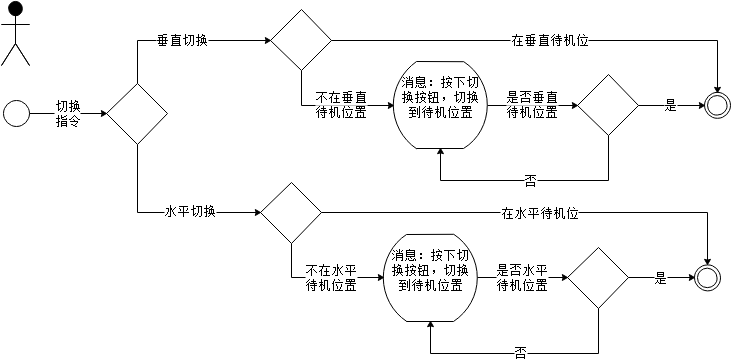 垂直切换
在垂直待机位
切换
指令
不在垂直
待机位置
消息：按下切
换按钮，切换
到待机位置
是否垂直
待机位置
是
否
水平切换
在水平待机位
不在水平
待机位置
消息：按下切
换按钮，切换
到待机位置
是否水平
待机位置
是
否